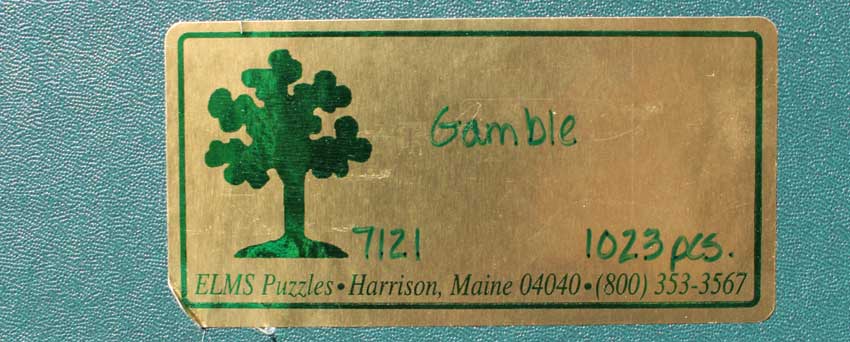 Gamble
7121 1023 pcs.
ELMS Puzzles • Harrison, Maine 04040 • (800) 353-3567